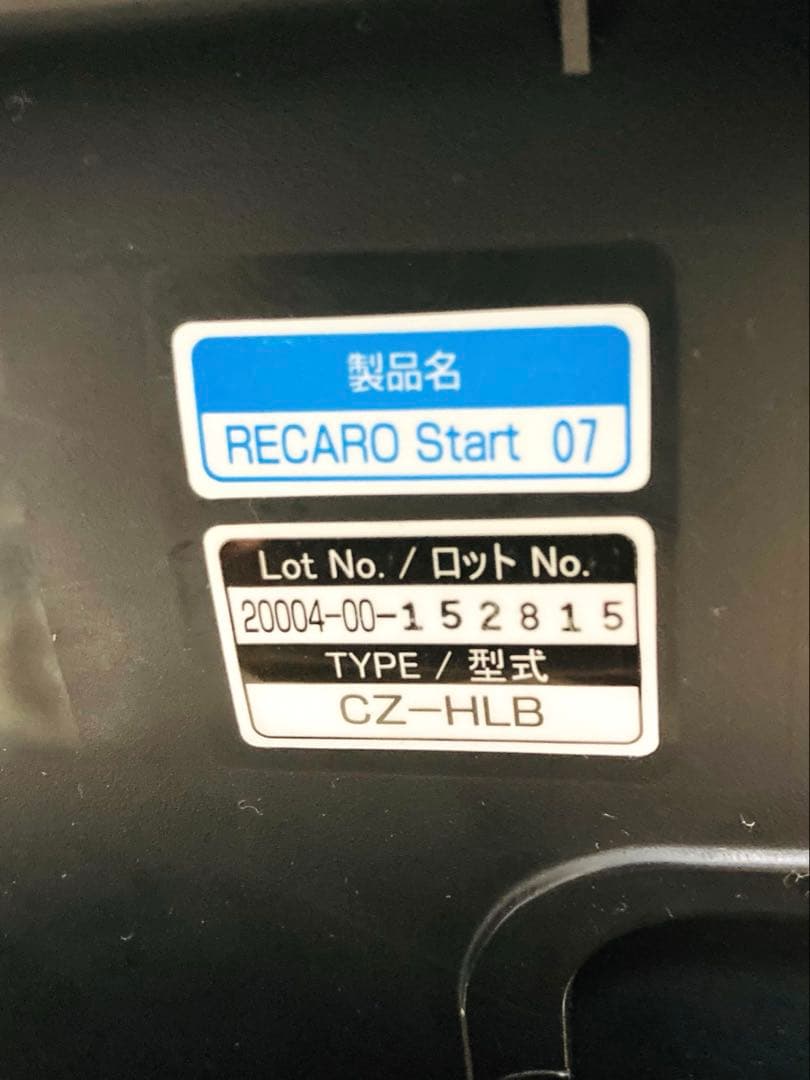 製品名
RECARO Start 07
Lot No. / ロット No.
20004-00-152815
TYPE / 型式
CZ-HLB